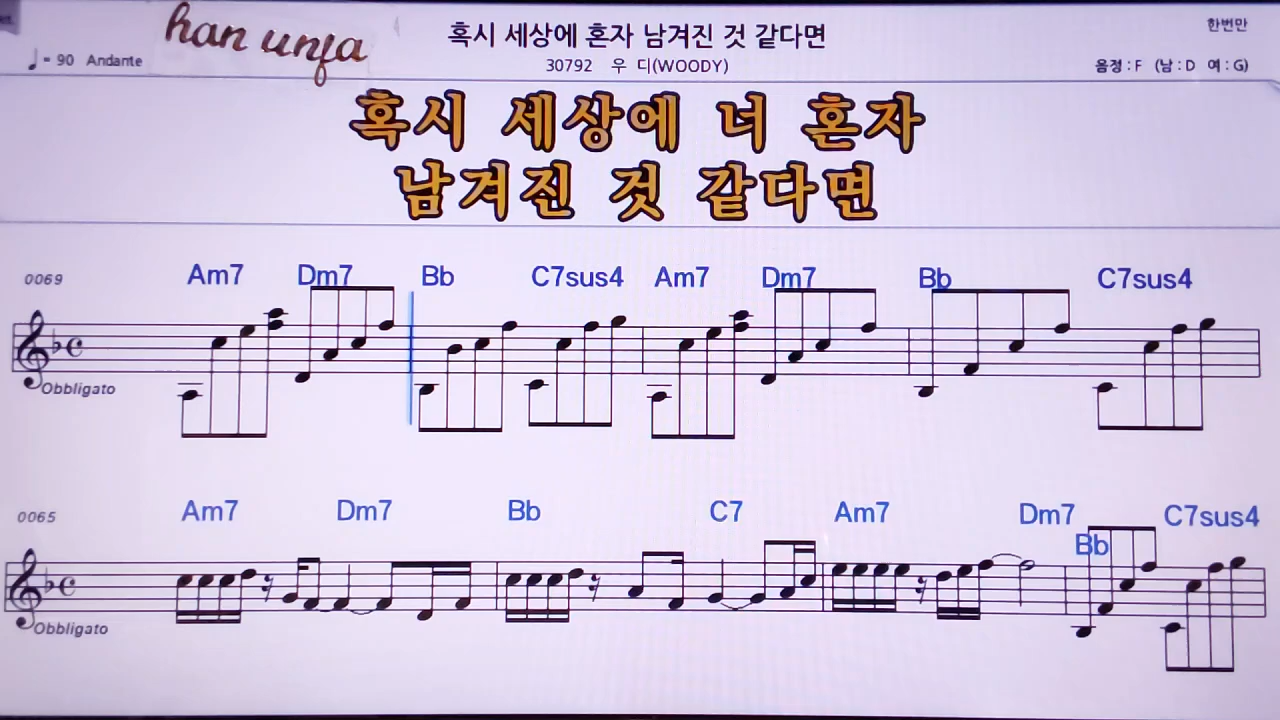 han unja
혹시 세상에 혼자 남겨진 것 같다면
한번만
♩= 90 Andante
30792 우 디(WOODY)
음정 : F (남 : D 여 : G)
혹시 세상에 너 혼자
남겨진 것 같다면
0069 Am7 Dm7 Bb C7sus4 Am7 Dm7 Bb C7sus4
Obbligato
0065 Am7 Dm7 Bb C7 Am7 Dm7 Bb C7sus4
Obbligato